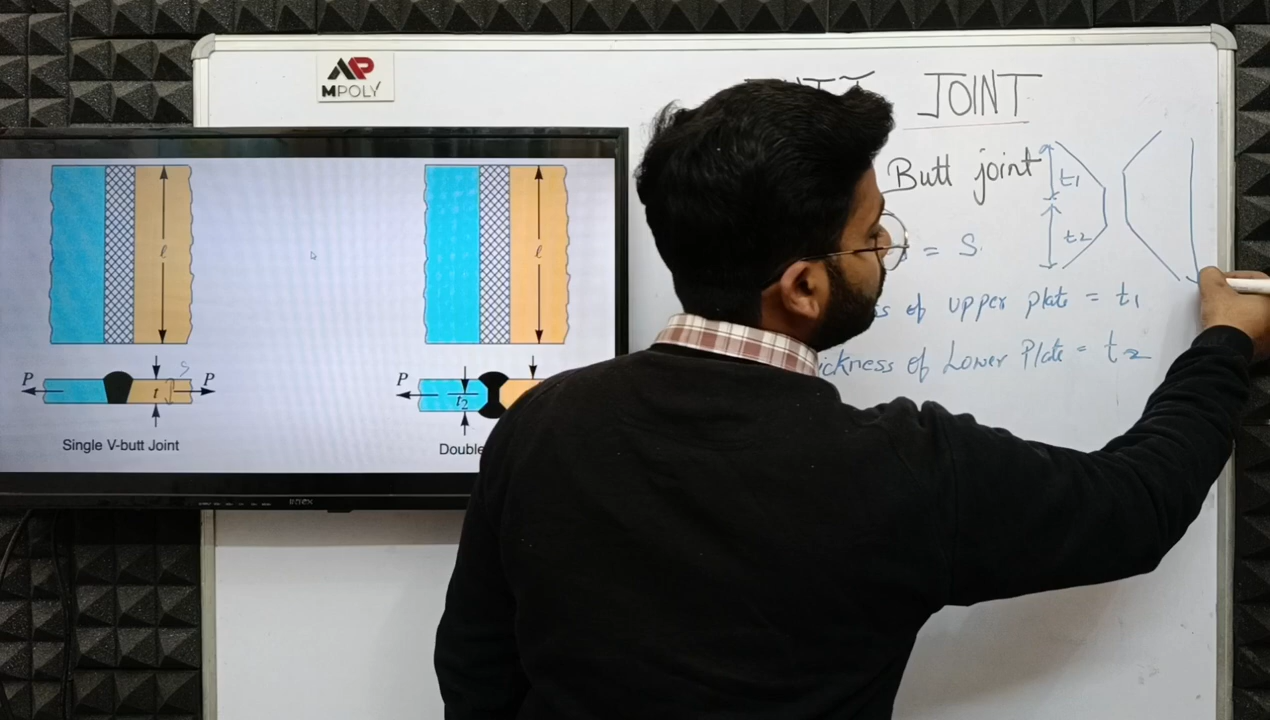 MPOLY
JOINT
Butt joint
t1
t2
= S
of upper plate = t1
ickness of Lower Plate = t2
l
l
P
t
S
P
P
t2
Single V-butt Joint
Double